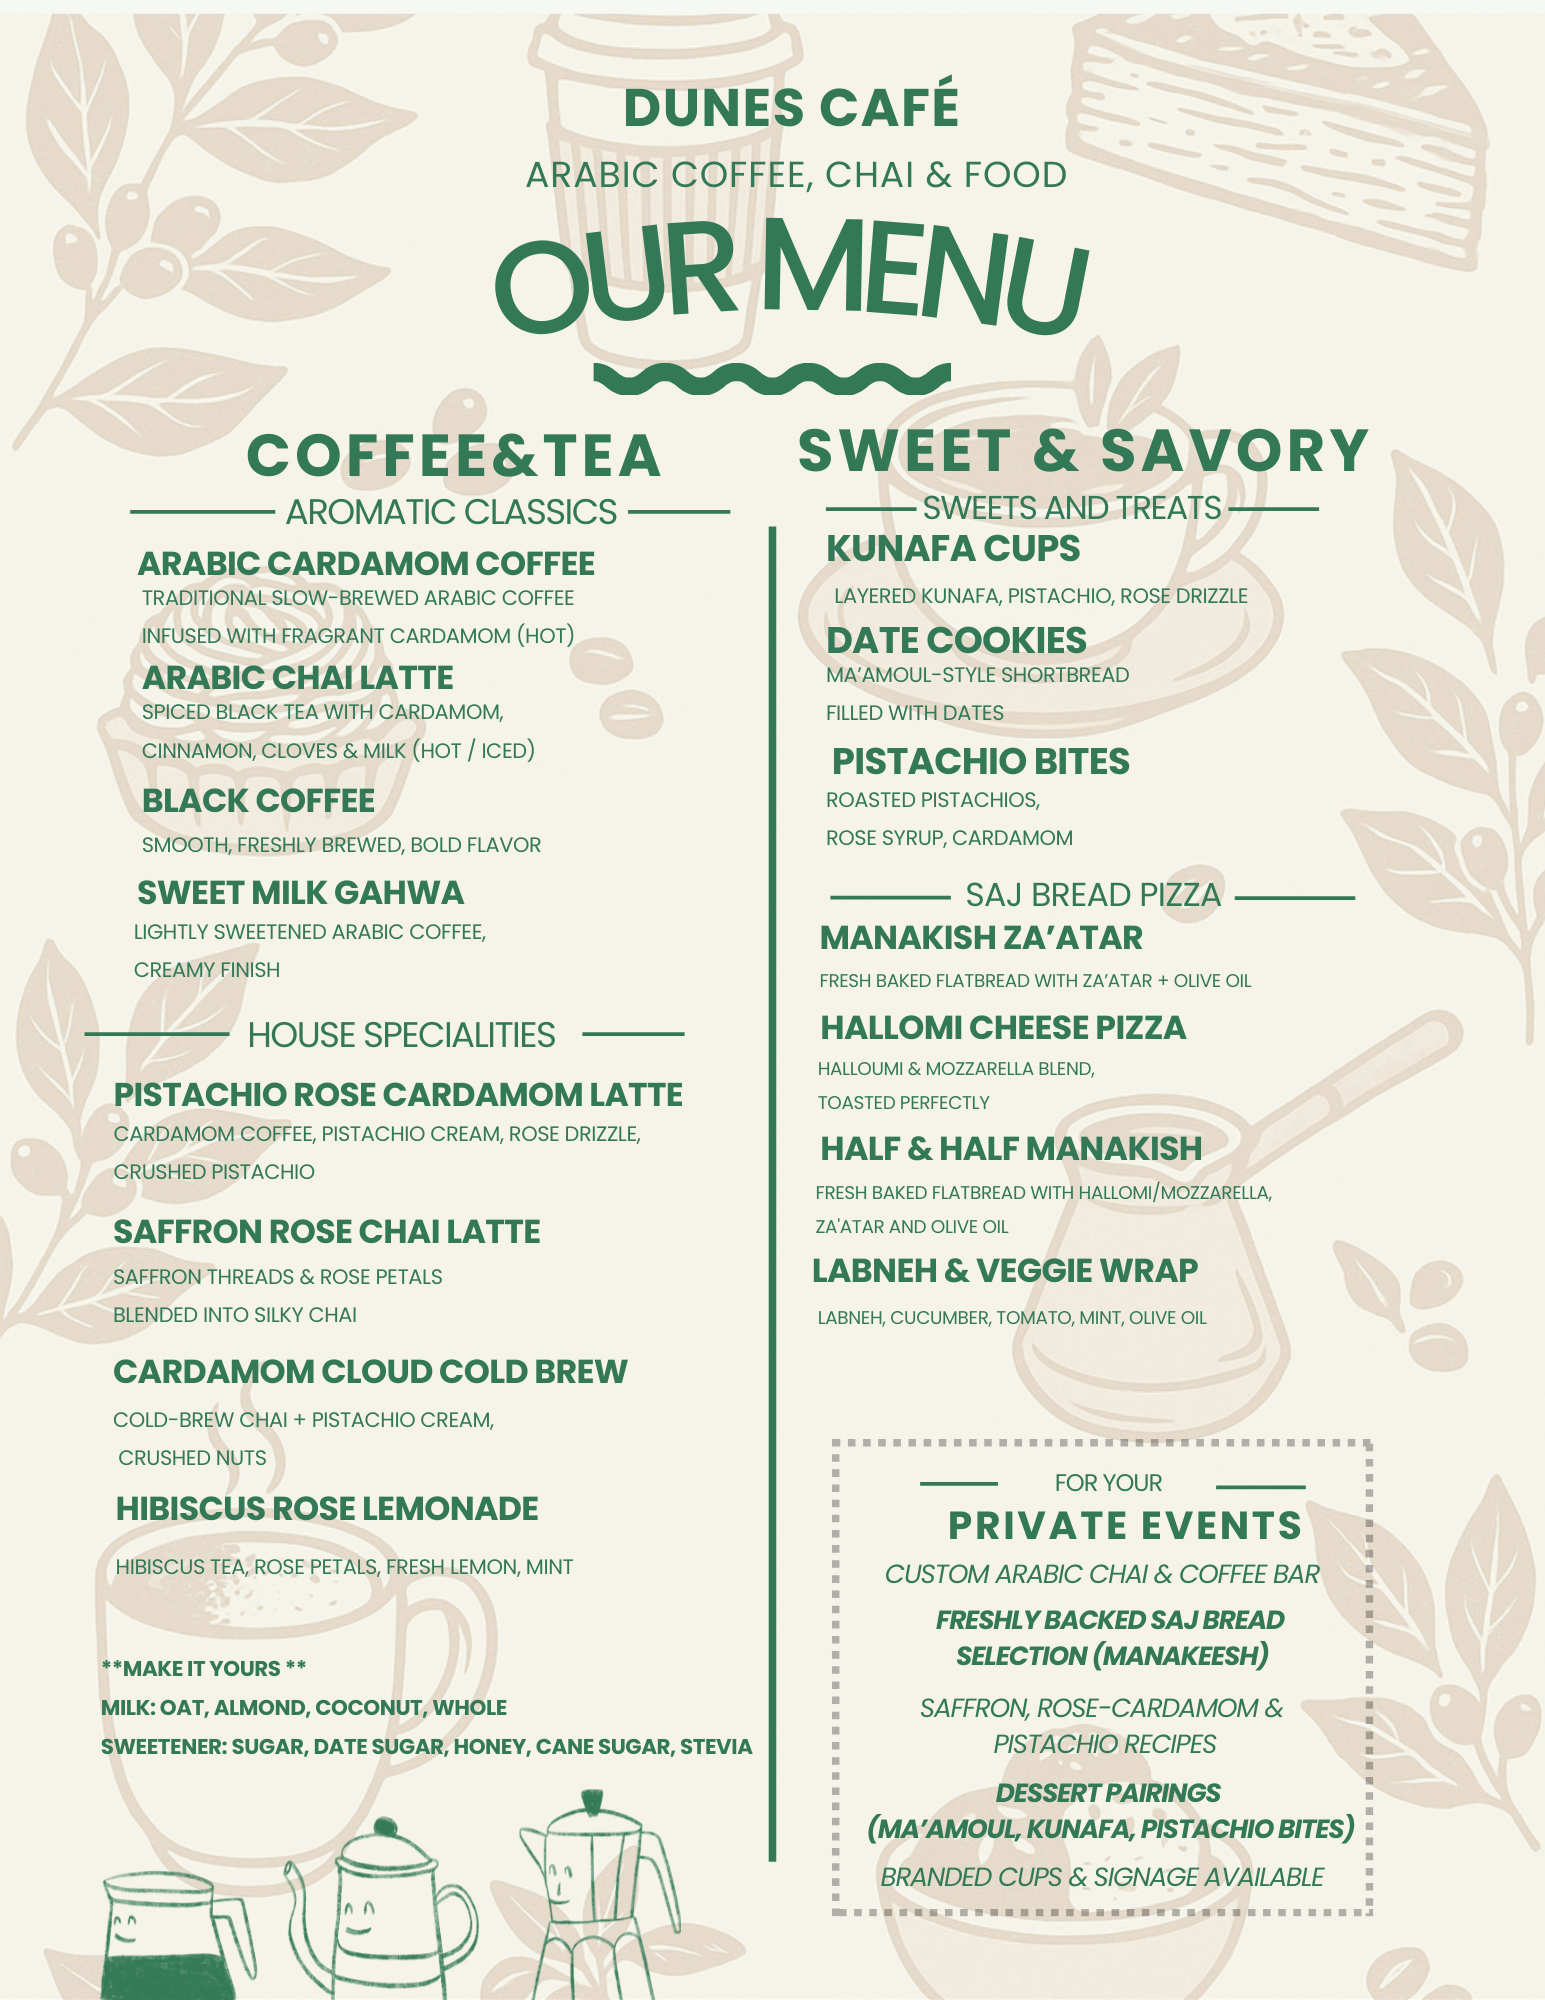 DUNES CAFÉ
ARABIC COFFEE, CHAI & FOOD
OUR MENU
COFFEE&TEA
AROMATIC CLASSICS
ARABIC CARDAMOM COFFEE
TRADITIONAL SLOW-BREWED ARABIC COFFEE
INFUSED WITH FRAGRANT CARDAMOM (HOT)
ARABIC CHAI LATTE
SPICED BLACK TEA WITH CARDAMOM,
CINNAMON, CLOVES & MILK (HOT / ICED)
BLACK COFFEE
SMOOTH, FRESHLY BREWED, BOLD FLAVOR
SWEET MILK GAHWA
LIGHTLY SWEETENED ARABIC COFFEE,
CREAMY FINISH
HOUSE SPECIALITIES
PISTACHIO ROSE CARDAMOM LATTE
CARDAMOM COFFEE, PISTACHIO CREAM, ROSE DRIZZLE,
CRUSHED PISTACHIO
SAFFRON ROSE CHAI LATTE
SAFFRON THREADS & ROSE PETALS
BLENDED INTO SILKY CHAI
CARDAMOM CLOUD COLD BREW
COLD-BREW CHAI + PISTACHIO CREAM,
CRUSHED NUTS
HIBISCUS ROSE LEMONADE
HIBISCUS TEA, ROSE PETALS, FRESH LEMON, MINT
**MAKE IT YOURS **
MILK: OAT, ALMOND, COCONUT, WHOLE
SWEETENER: SUGAR, DATE SUGAR, HONEY, CANE SUGAR, STEVIA
SWEET & SAVORY
SWEETS AND TREATS
KUNAFA CUPS
LAYERED KUNAFA, PISTACHIO, ROSE DRIZZLE
DATE COOKIES
MA’AMOUL-STYLE SHORTBREAD
FILLED WITH DATES
PISTACHIO BITES
ROASTED PISTACHIOS,
ROSE SYRUP, CARDAMOM
SAJ BREAD PIZZA
MANAKISH ZA’ATAR
FRESH BAKED FLATBREAD WITH ZA’ATAR + OLIVE OIL
HALLOMI CHEESE PIZZA
HALLOUMI & MOZZARELLA BLEND,
TOASTED PERFECTLY
HALF & HALF MANAKISH
FRESH BAKED FLATBREAD WITH HALLOMI/MOZZARELLA,
ZA'ATAR AND OLIVE OIL
LABNEH & VEGGIE WRAP
LABNEH, CUCUMBER, TOMATO, MINT, OLIVE OIL
FOR YOUR
PRIVATE EVENTS
CUSTOM ARABIC CHAI & COFFEE BAR
FRESHLY BACKED SAJ BREAD
SELECTION (MANAKEESH)
SAFFRON, ROSE-CARDAMOM &
PISTACHIO RECIPES
DESSERT PAIRINGS
(MA’AMOUL, KUNAFA, PISTACHIO BITES)
BRANDED CUPS & SIGNAGE AVAILABLE